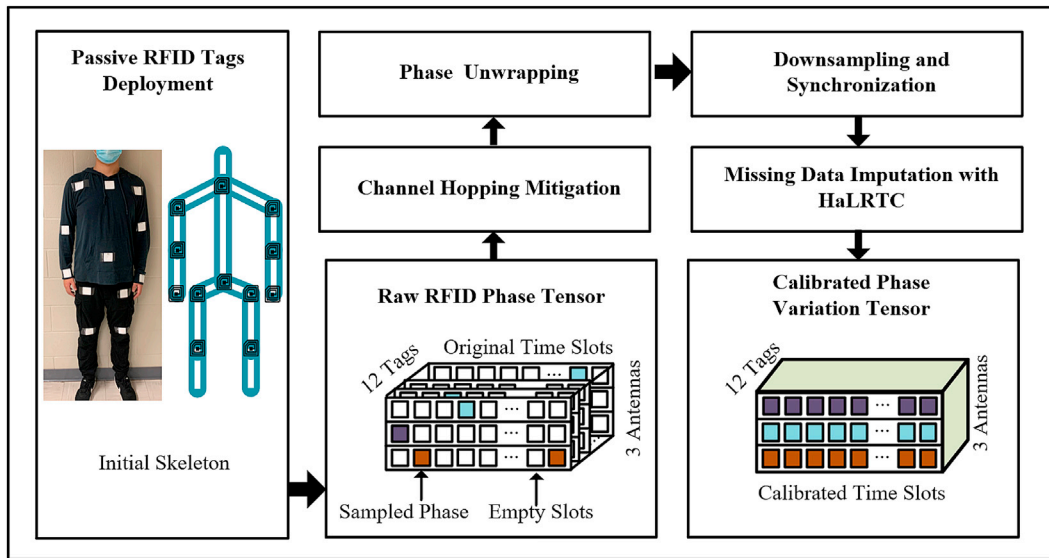 Passive RFID Tags
Deployment
Initial Skeleton
Phase Unwrapping
Channel Hopping Mitigation
Raw RFID Phase Tensor
Original Time Slots
12 Tags
...
...
...
...
3 Antennas
Sampled Phase
Empty Slots
Downsampling and
Synchronization
Missing Data Imputation with
HaLRTC
Calibrated Phase
Variation Tensor
12 Tags
...
...
...
3 Antennas
Calibrated Time Slots